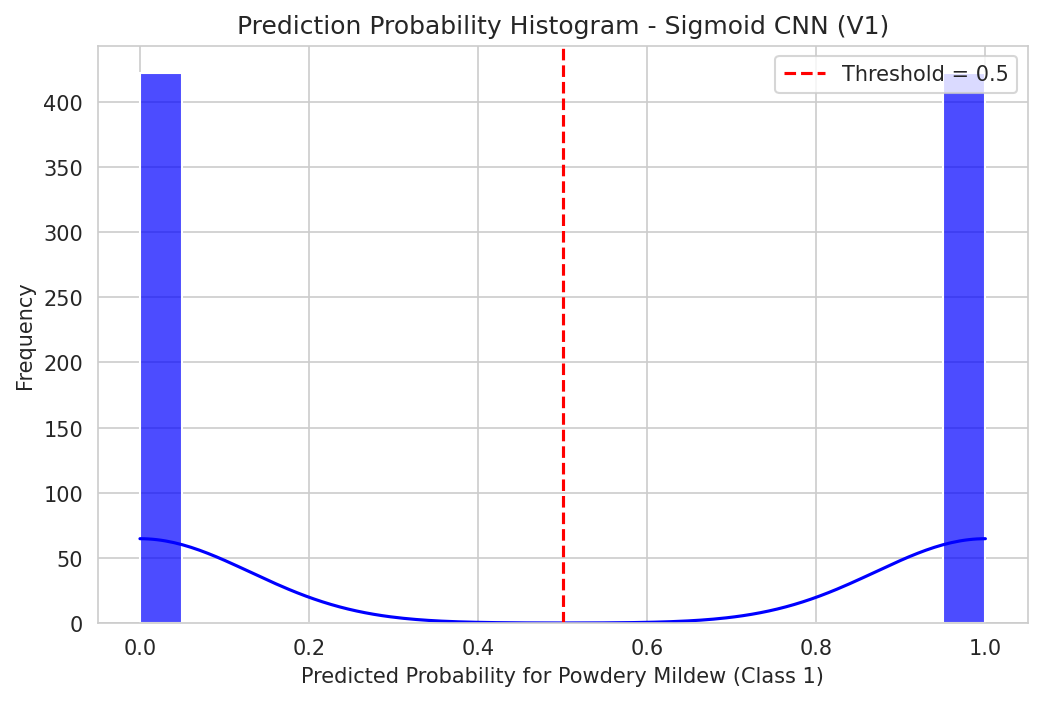 Prediction Probability Histogram - Sigmoid CNN (V1)
Threshold = 0.5
Frequency
400
350
300
250
200
150
100
50
0
0.0 0.2 0.4 0.6 0.8 1.0
Predicted Probability for Powdery Mildew (Class 1)